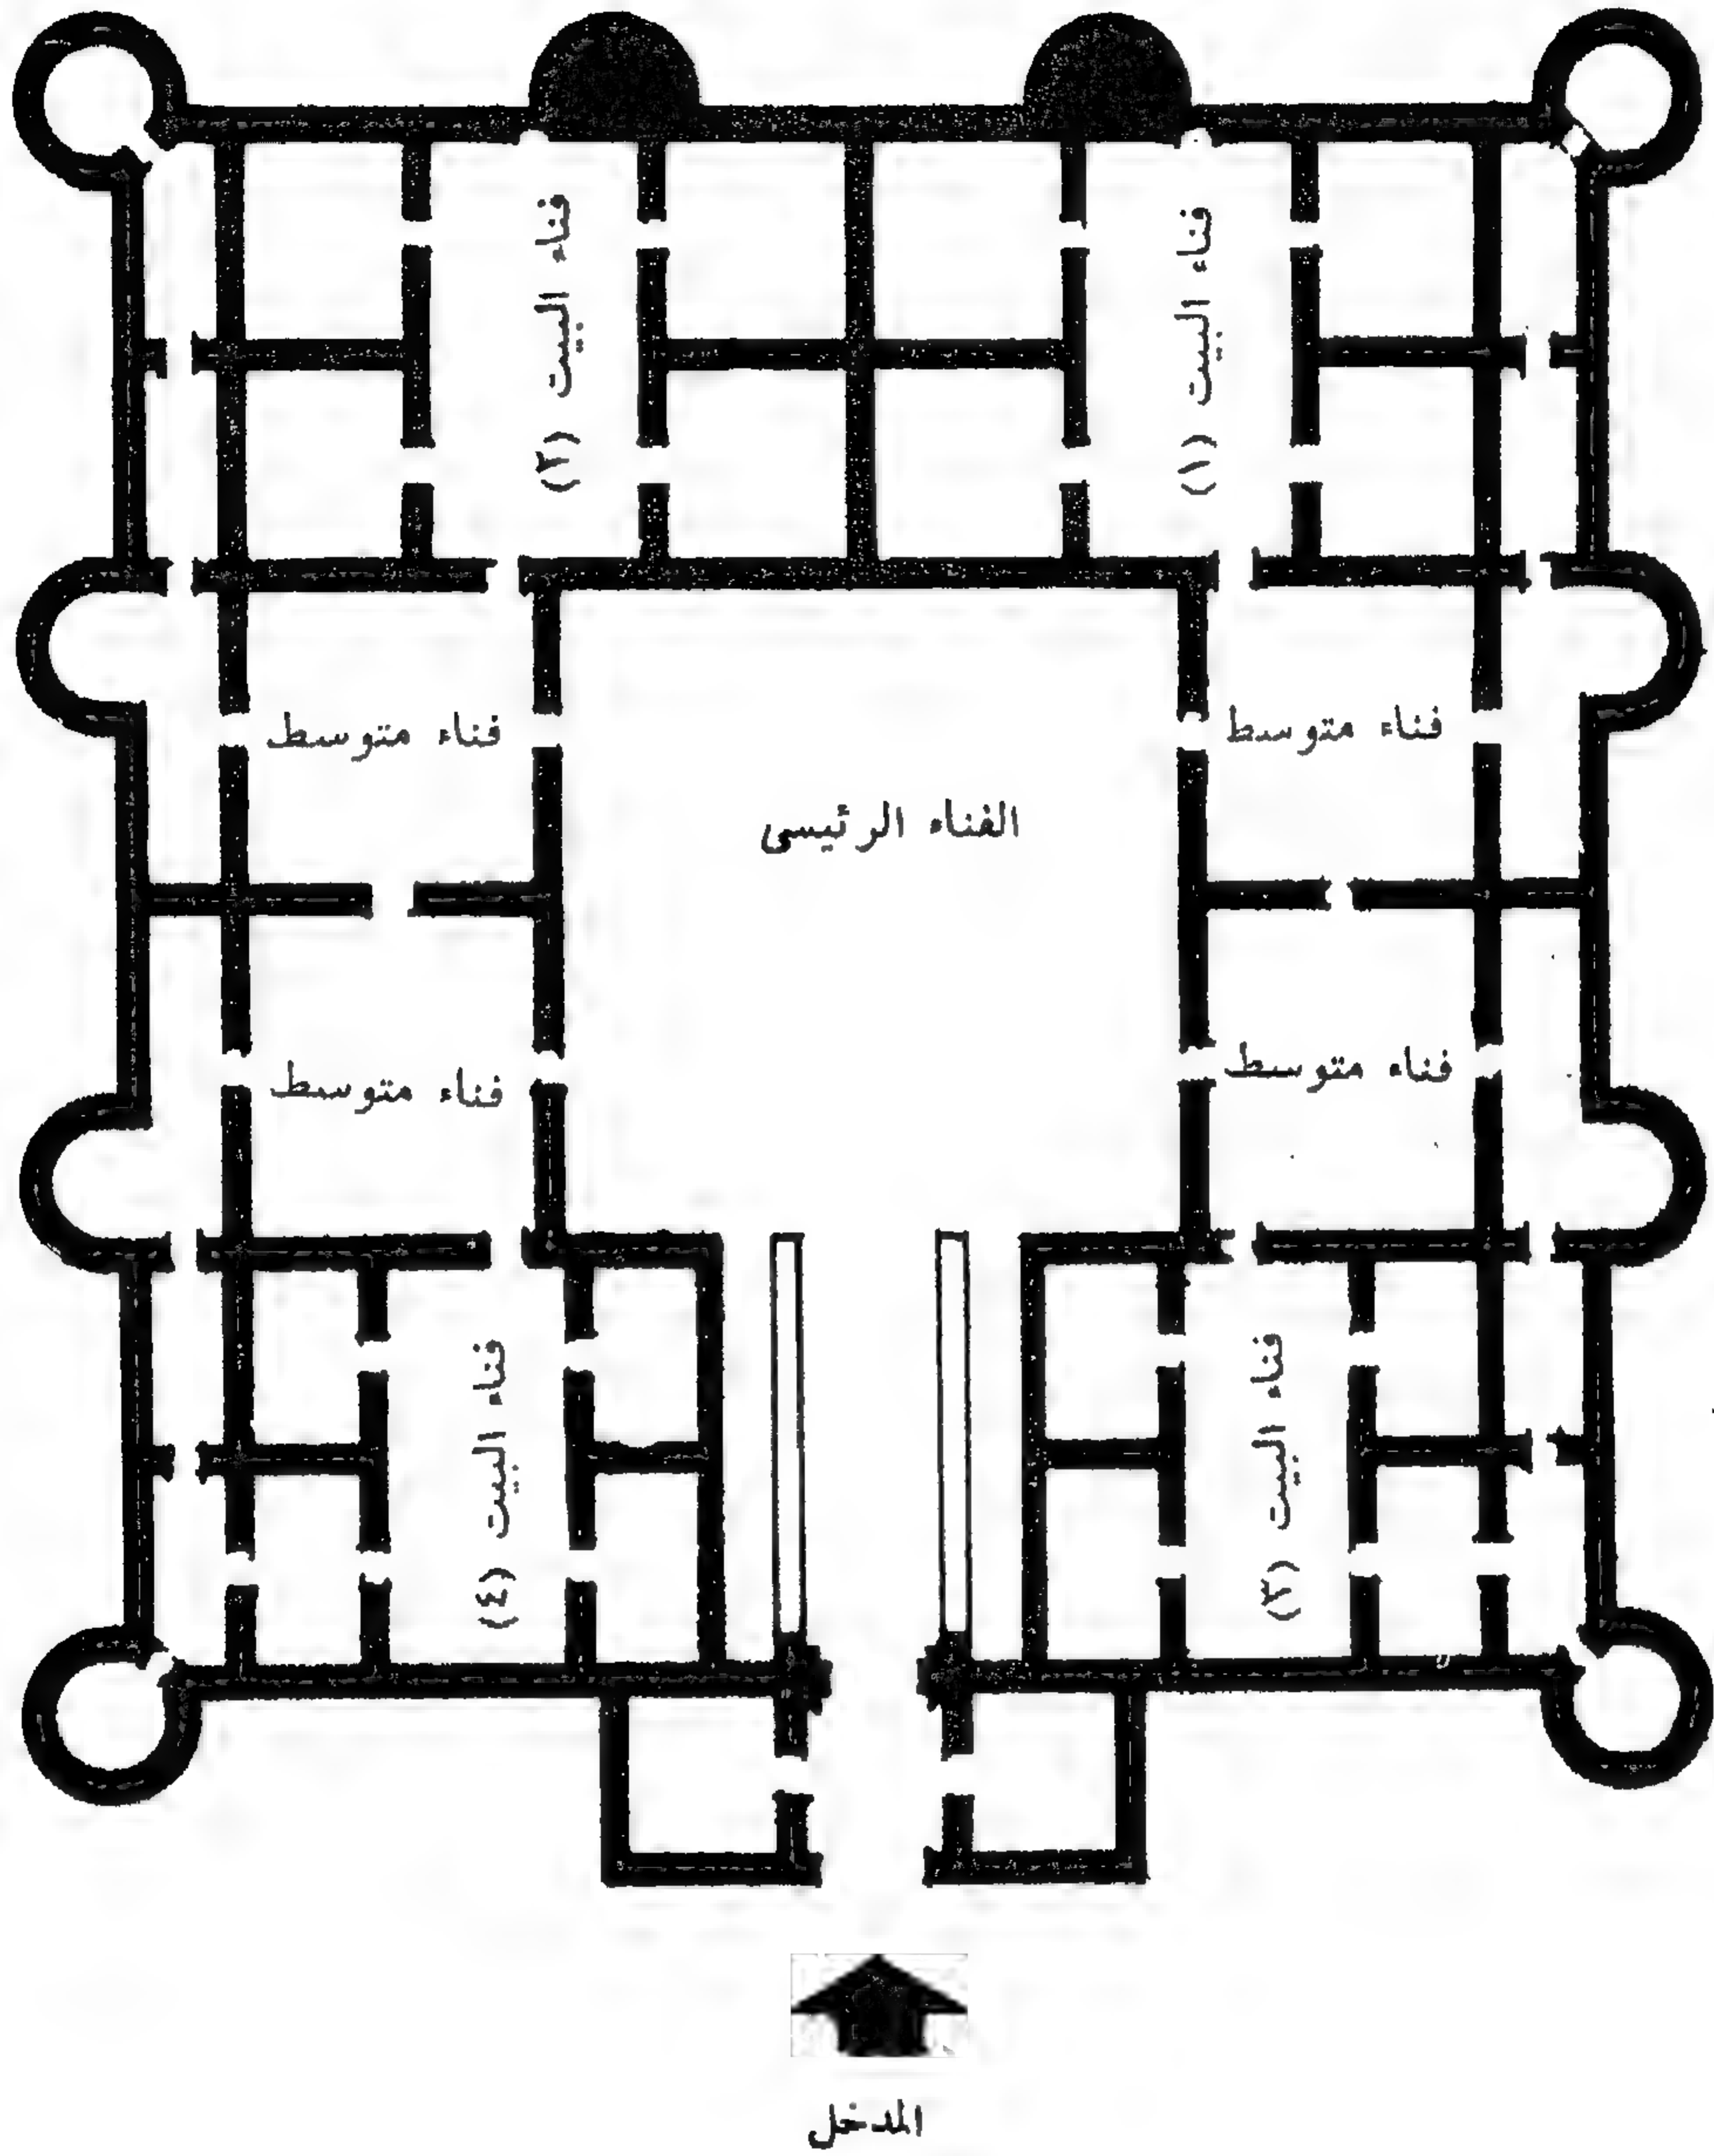 فناء البيت (١)
فناء البيت (٢)
فناء متوسط
فناء متوسط
الفناء الرئيسى
فناء متوسط
فناء متوسط
فناء البيت (٣)
فناء البيت (٤)
المدخل